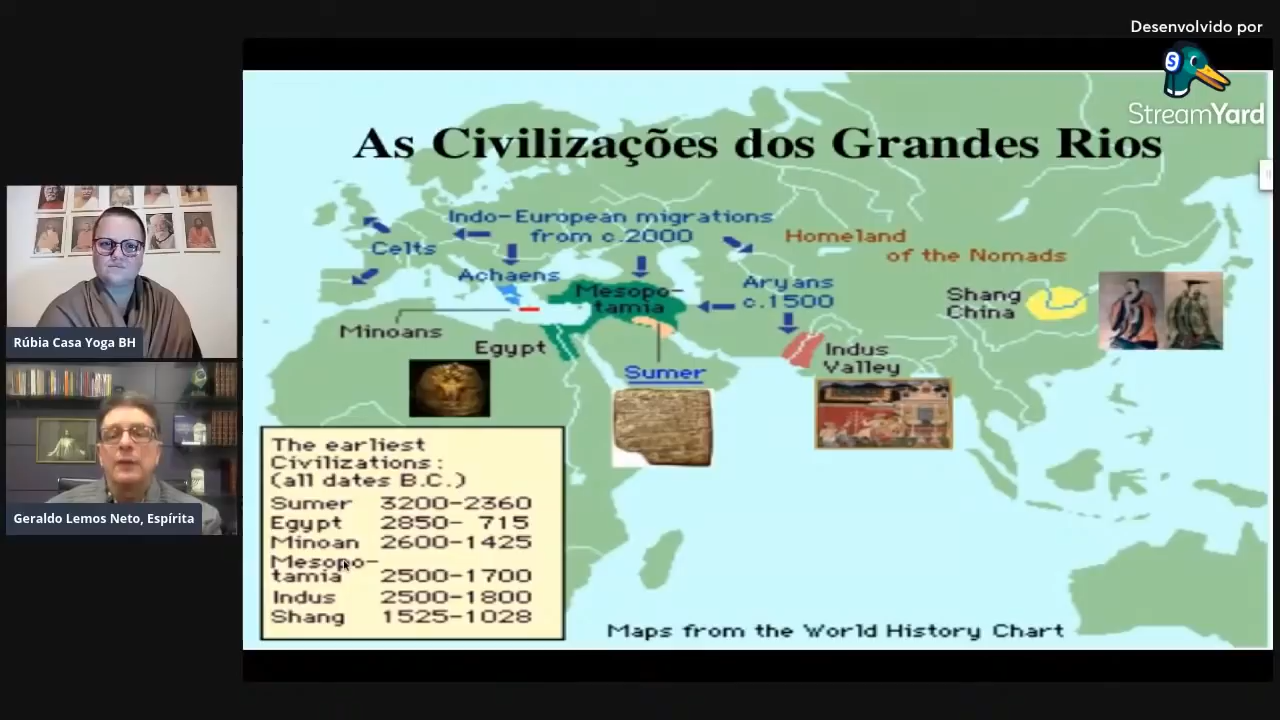 Desenvolvido por
S
StreamYard
As Civilizações dos Grandes Rios
Indo-European migrations
from c.2000
Celts
Achaens
Homeland
of the Nomads
Mesopo-
tamia
Aryans
c.1500
Shang
China
Minoans
Egypt
Sumer
Indus
Valley
Rúbia Casa Yoga BH
Geraldo Lemos Neto, Espírita
The earliest
Civilizations:
(all dates B.C.)
Sumer 3200-2360
Egypt 2850- 715
Minoan 2600-1425
Mesopo-
tamia 2500-1700
Indus 2500-1800
Shang 1525-1028
Maps from the World History Chart